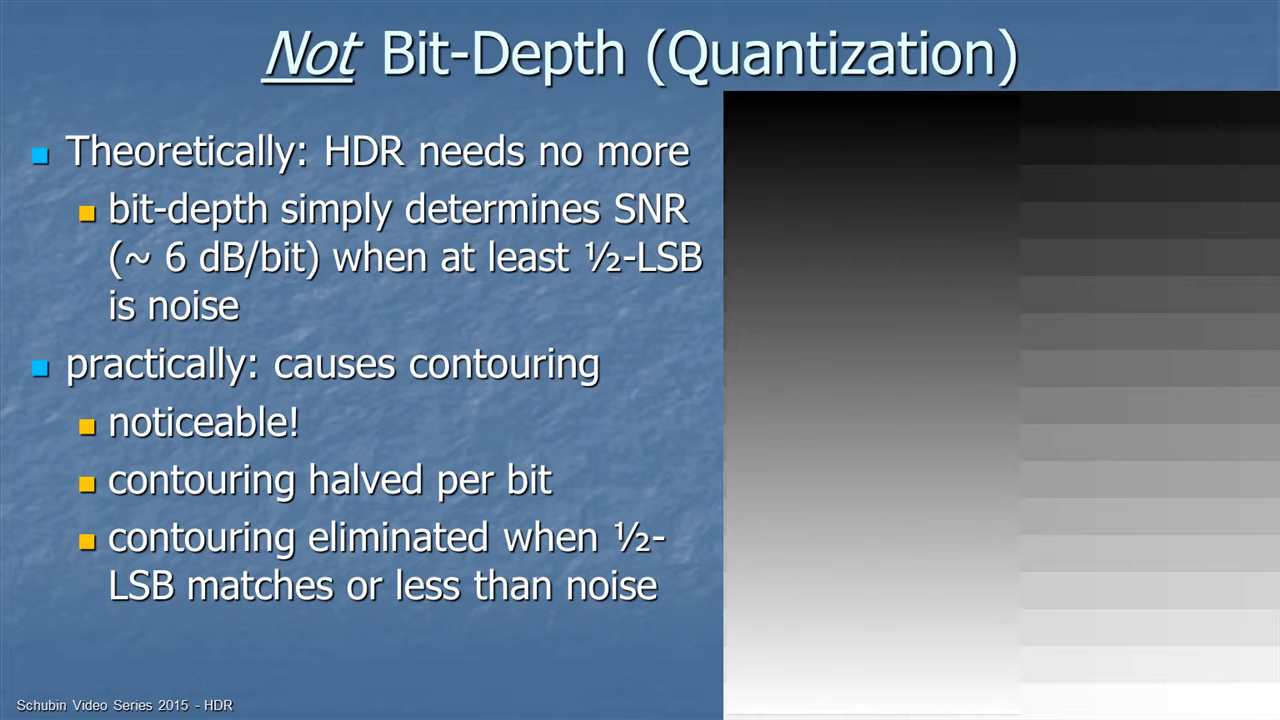 Not Bit-Depth (Quantization)
Theoretically: HDR needs no more
bit-depth simply determines SNR
(~ 6 dB/bit) when at least ½-LSB
is noise
practically: causes contouring
noticeable!
contouring halved per bit
contouring eliminated when ½-
LSB matches or less than noise
Schubin Video Series 2015 - HDR